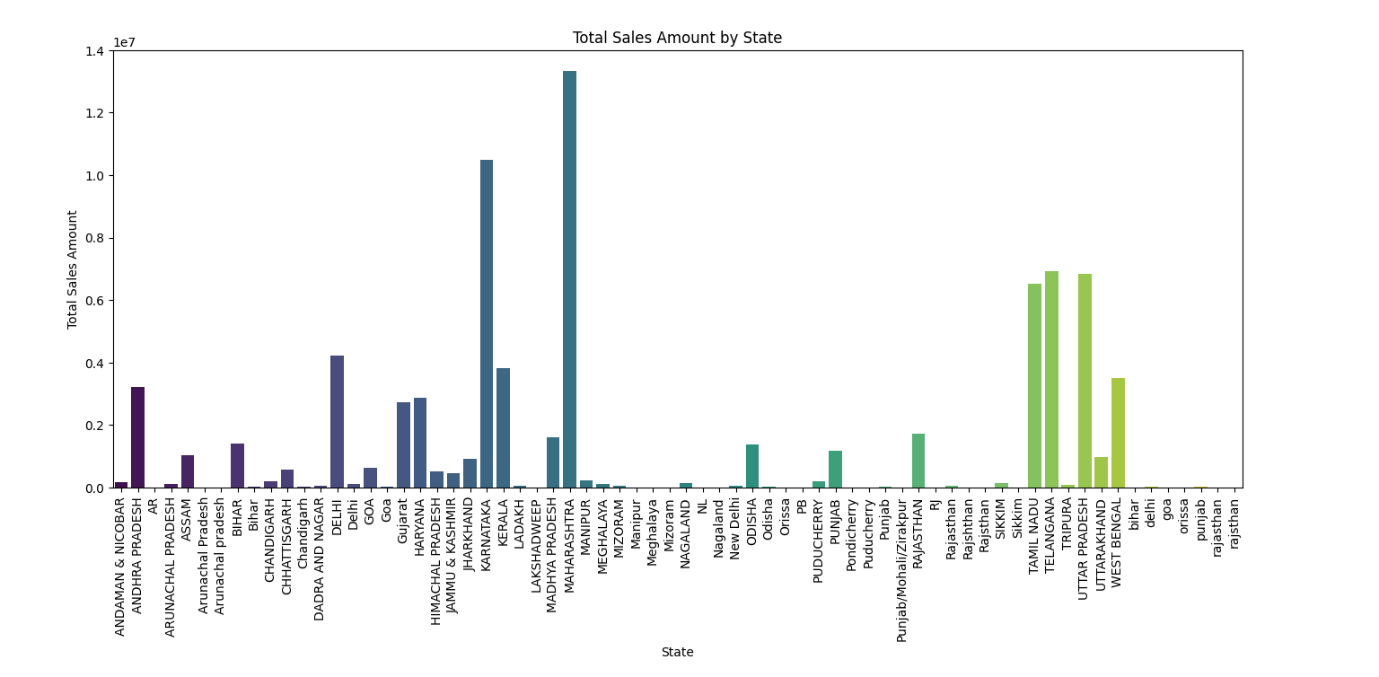 Total Sales Amount by State
1e7
1.4
1.2
1.0
0.8
0.6
0.4
0.2
0.0
Total Sales Amount
ANDAMAN & NICOBAR
ANDHRA PRADESH
AR
ARUNACHAL PRADESH
ASSAM
Arunachal Pradesh
Arunachal pradesh
BIHAR
Bihar
CHANDIGARH
CHHATTISGARH
Chandigarh
DADRA AND NAGAR
DELHI
Delhi
GOA
Goa
Gujarat
HARYANA
HIMACHAL PRADESH
JAMMU & KASHMIR
JHARKHAND
KARNATAKA
KERALA
LADAKH
LAKSHADWEEP
MADHYA PRADESH
MAHARASHTRA
MANIPUR
MEGHALAYA
MIZORAM
Manipur
Meghalaya
Mizoram
NAGALAND
NL
Nagaland
New Delhi
ODISHA
Odisha
Orissa
PB
PUDUCHERRY
PUNJAB
Pondicherry
Puducherry
Punjab
Punjab/Mohali/Zirakpur
RAJASTHAN
RJ
Rajasthan
Rajshthan
Rajsthan
SIKKIM
Sikkim
TAMIL NADU
TELANGANA
TRIPURA
UTTAR PRADESH
UTTARAKHAND
WEST BENGAL
bihar
delhi
goa
orissa
punjab
rajasthan
rajsthan
State